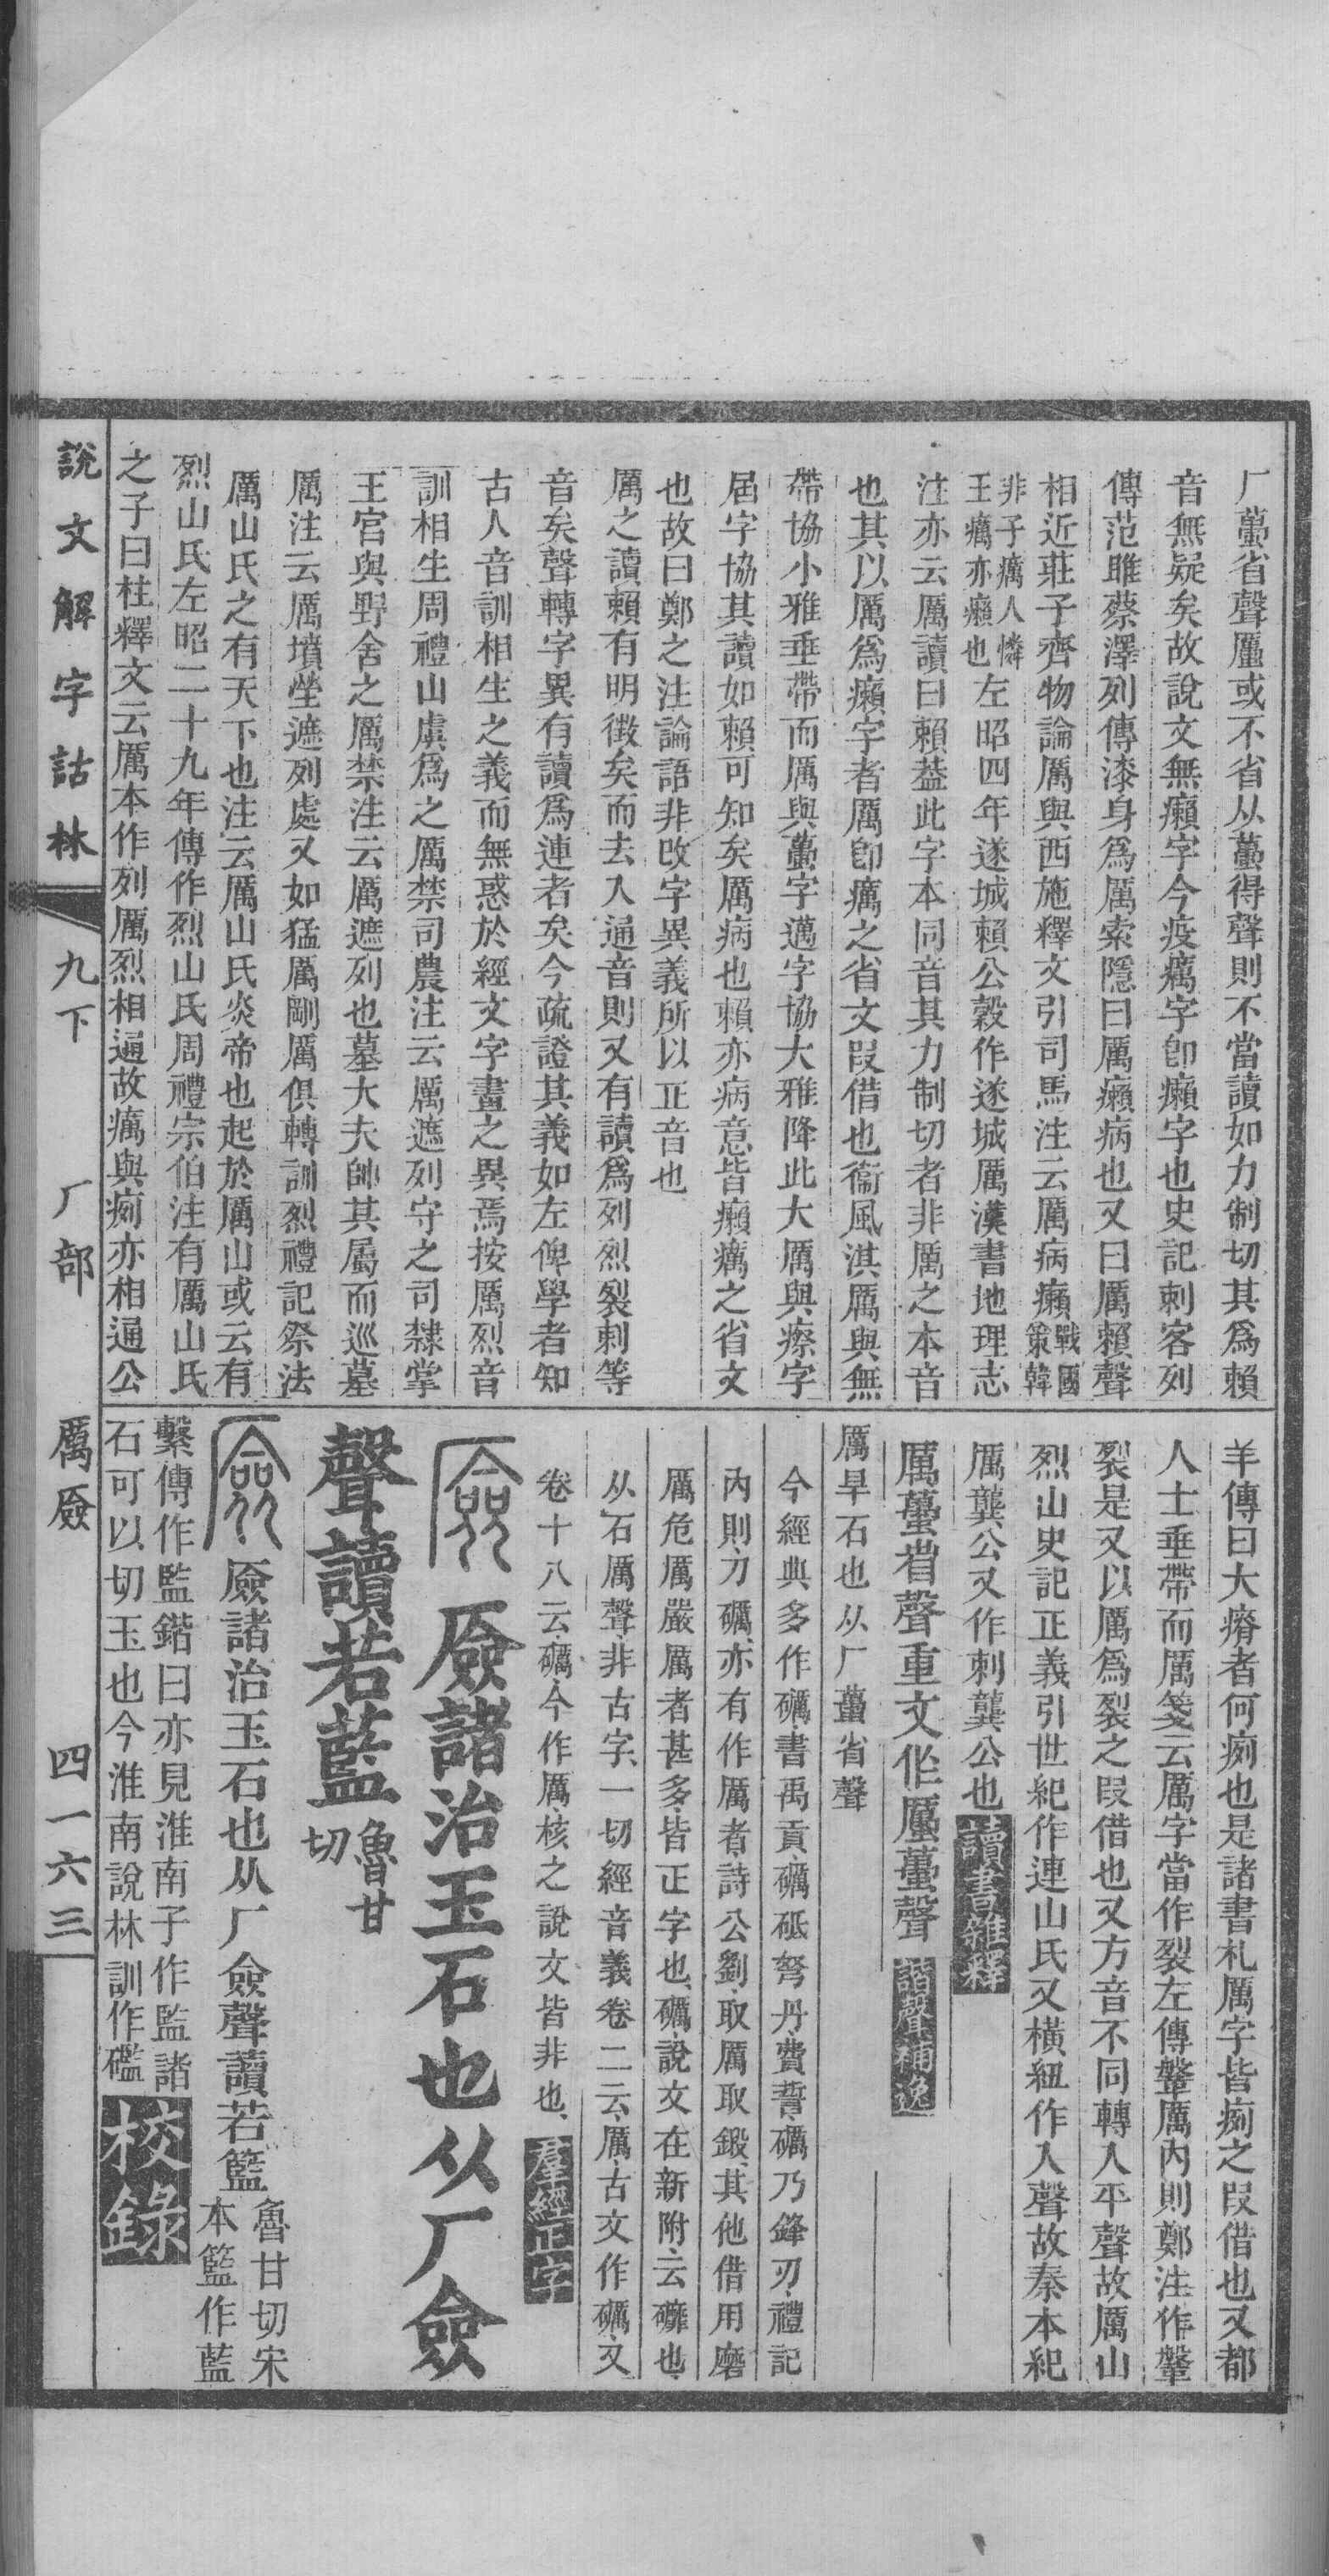 厂蠆省聲厲或不省从蠆得聲則不當讀如力制切其爲賴
音無疑矣故說文無癩字今疫癘字卽癩字也史記刺客列
傳范雎蔡澤列傳漆身爲厲索隱曰厲癩病也又曰厲賴聲
相近莊子齊物論厲與西施釋文引司馬注云厲病癩戰國策韓
非子癘人憐王癘亦癩也左昭四年遂城賴公穀作遂城厲漢書地理志
注亦云厲讀曰賴葢此字本同音其力制切者非厲之本音
也其以厲爲癩字者厲卽癘之省文叚借也衞風淇厲與無
帶協小雅垂帶而厲與蠆字邁字協大雅降此大厲與瘵字
屆字協其讀如賴可知矣厲病也賴亦病意皆癩癘之省文
也故曰鄭之注論語非改字異義所以正音也
厲之讀賴有明徵矣而去入通音則又有讀爲列烈裂剌等
音矣聲轉字異有讀爲連者矣今疏證其義如左俾學者知
古人音訓相生之義而無惑於經文字畫之異焉按厲烈音
訓相生周禮山虞爲之厲禁司農注云厲遮列守之司隸掌
王官與野舍之厲禁注云厲遮列也墓大夫帥其屬而巡墓
厲注云厲墳塋遮列處又如猛厲剛厲俱轉訓烈禮記祭法
厲山氏之有天下也注云厲山氏炎帝也起於厲山或云有
烈山氏左昭二十九年傳作烈山氏周禮宗伯注有厲山氏
之子曰柱釋文云厲本作列厲烈相通故癘與㾐亦相通公
羊傳曰大瘠者何㾐也是諸書札厲字皆㾐之叚借也又都
人士垂帶而厲箋云厲字當作裂左傳鞶厲內則鄭注作鞶
裂是又以厲爲裂之叚借也又方音不同轉入平聲故厲山
烈山史記正義引世紀作連山氏又橫紐作入聲故秦本紀
厲龔公又作剌龔公也讀書雜釋
厲蠆省聲重文作𠪄蠆聲 諧聲補逸
厲旱石也从厂蠆省聲
今經典多作礪書禹貢礪砥砮丹費誓礪乃鋒刃禮記
內則刀礪亦有作厲者詩公劉取厲取鍛其他借用磨
厲危厲嚴厲者甚多皆正字也礪說文在新附云䃺也
从石厲聲非古字一切經音義卷二云厲古文作礪又
卷十八云礪今作厲核之說文皆非也羣經正字
厱 厱諸治玉石也从厂僉
聲讀若藍魯甘切
厱 厱諸治玉石也从厂僉聲讀若籃魯甘切宋本籃作藍
繫傳作監鍇曰亦見淮南子作監諸
石可以切玉也今淮南說林訓作礛 校錄
說文解字詁林 九下 厂部 厲厱 四一六三